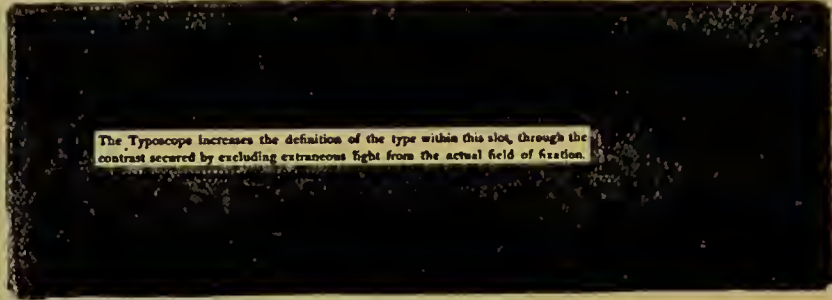 The Typoscope increases the definition of the type within this slot, through the
contrast secured by excluding extraneous light from the actual field of fixation.